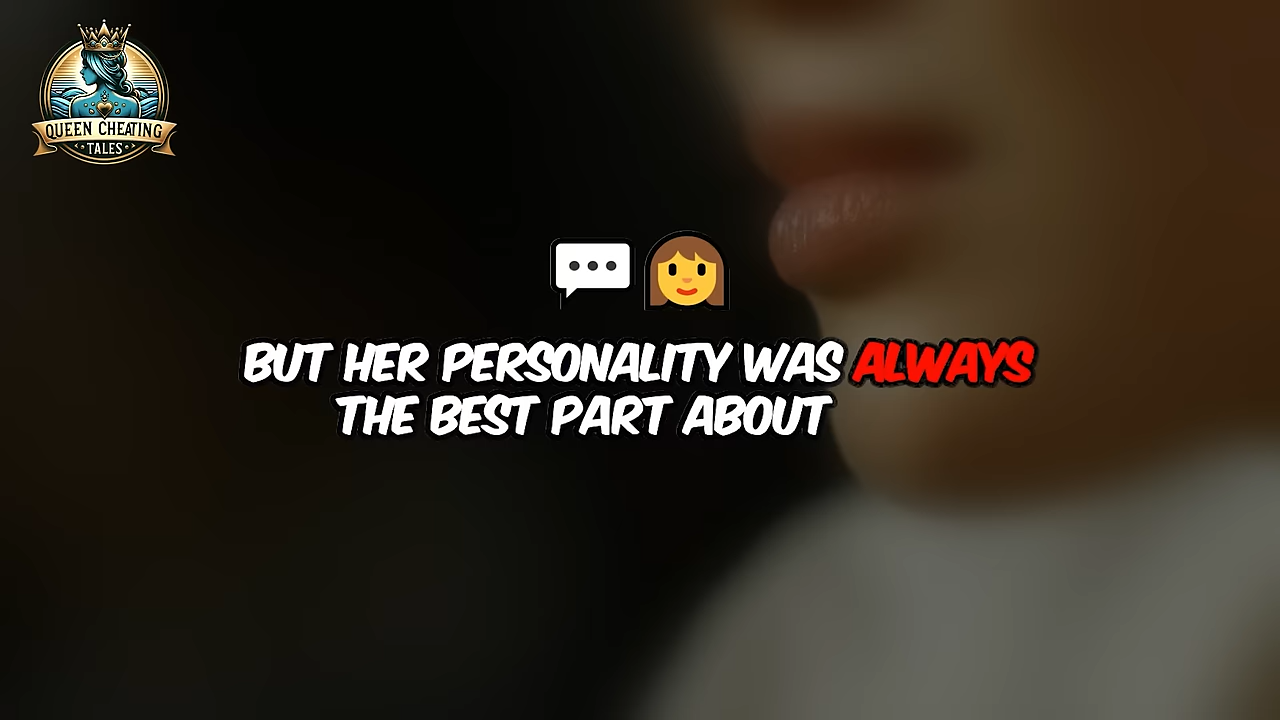 QUEEN CHEATING
TALES
BUT HER PERSONALITY WAS ALWAYS
THE BEST PART ABOUT